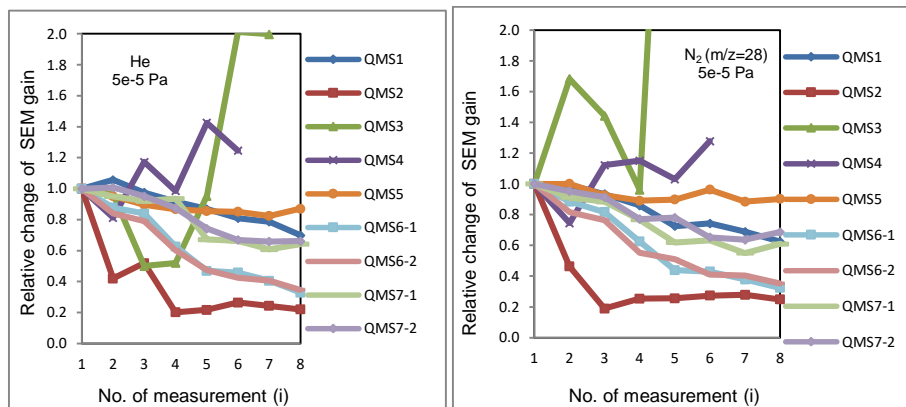 Relative change of SEM gain
2.0
1.8
1.6
1.4
1.2
1.0
0.8
0.6
0.4
0.2
0.0
He
5e-5 Pa
1 2 3 4 5 6 7 8
No. of measurement (i)
QMS1
QMS2
QMS3
QMS4
QMS5
QMS6-1
QMS6-2
QMS7-1
QMS7-2
Relative change of SEM gain
2.0
1.8
1.6
1.4
1.2
1.0
0.8
0.6
0.4
0.2
0.0
N₂ (m/z=28)
5e-5 Pa
1 2 3 4 5 6 7 8
No. of measurement (i)
QMS1
QMS2
QMS3
QMS4
QMS5
QMS6-1
QMS6-2
QMS7-1
QMS7-2